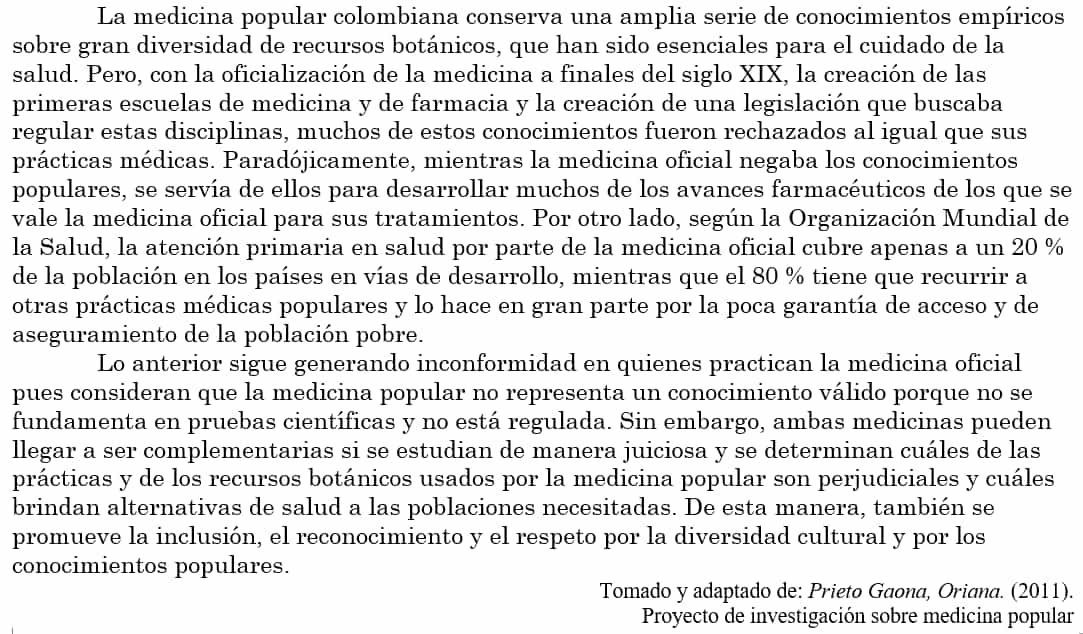 La medicina popular colombiana conserva una amplia serie de conocimientos empíricos
sobre gran diversidad de recursos botánicos, que han sido esenciales para el cuidado de la
salud. Pero, con la oficialización de la medicina a finales del siglo XIX, la creación de las
primeras escuelas de medicina y de farmacia y la creación de una legislación que buscaba
regular estas disciplinas, muchos de estos conocimientos fueron rechazados al igual que sus
prácticas médicas. Paradójicamente, mientras la medicina oficial negaba los conocimientos
populares, se servía de ellos para desarrollar muchos de los avances farmacéuticos de los que se
vale la medicina oficial para sus tratamientos. Por otro lado, según la Organización Mundial de
la Salud, la atención primaria en salud por parte de la medicina oficial cubre apenas a un 20 %
de la población en los países en vías de desarrollo, mientras que el 80 % tiene que recurrir a
otras prácticas médicas populares y lo hace en gran parte por la poca garantía de acceso y de
aseguramiento de la población pobre.
Lo anterior sigue generando inconformidad en quienes practican la medicina oficial
pues consideran que la medicina popular no representa un conocimiento válido porque no se
fundamenta en pruebas científicas y no está regulada. Sin embargo, ambas medicinas pueden
llegar a ser complementarias si se estudian de manera juiciosa y se determinan cuáles de las
prácticas y de los recursos botánicos usados por la medicina popular son perjudiciales y cuáles
brindan alternativas de salud a las poblaciones necesitadas. De esta manera, también se
promueve la inclusión, el reconocimiento y el respeto por la diversidad cultural y por los
conocimientos populares.
Tomado y adaptado de: Prieto Gaona, Oriana. (2011).
Proyecto de investigación sobre medicina popular